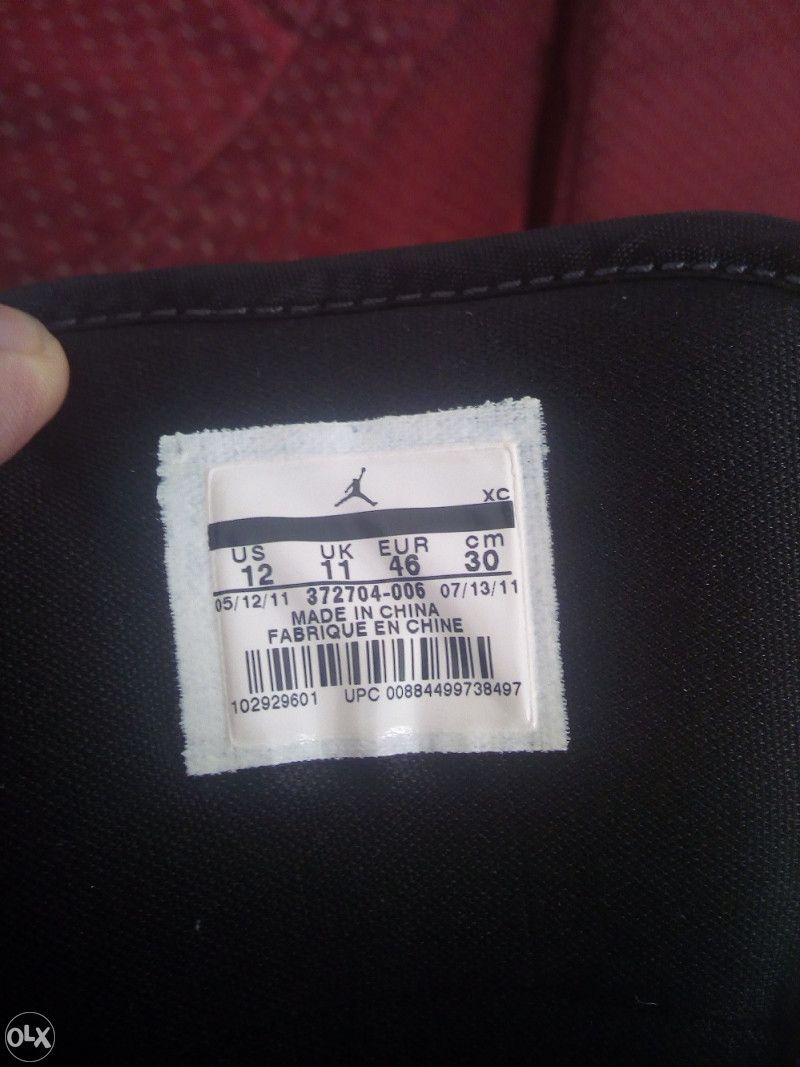 XC
US UK EUR cm
12 11 46 30
05/12/11 372704-006 07/13/11
MADE IN CHINA
FABRIQUE EN CHINE
102929601 UPC 00884499738497
OLX